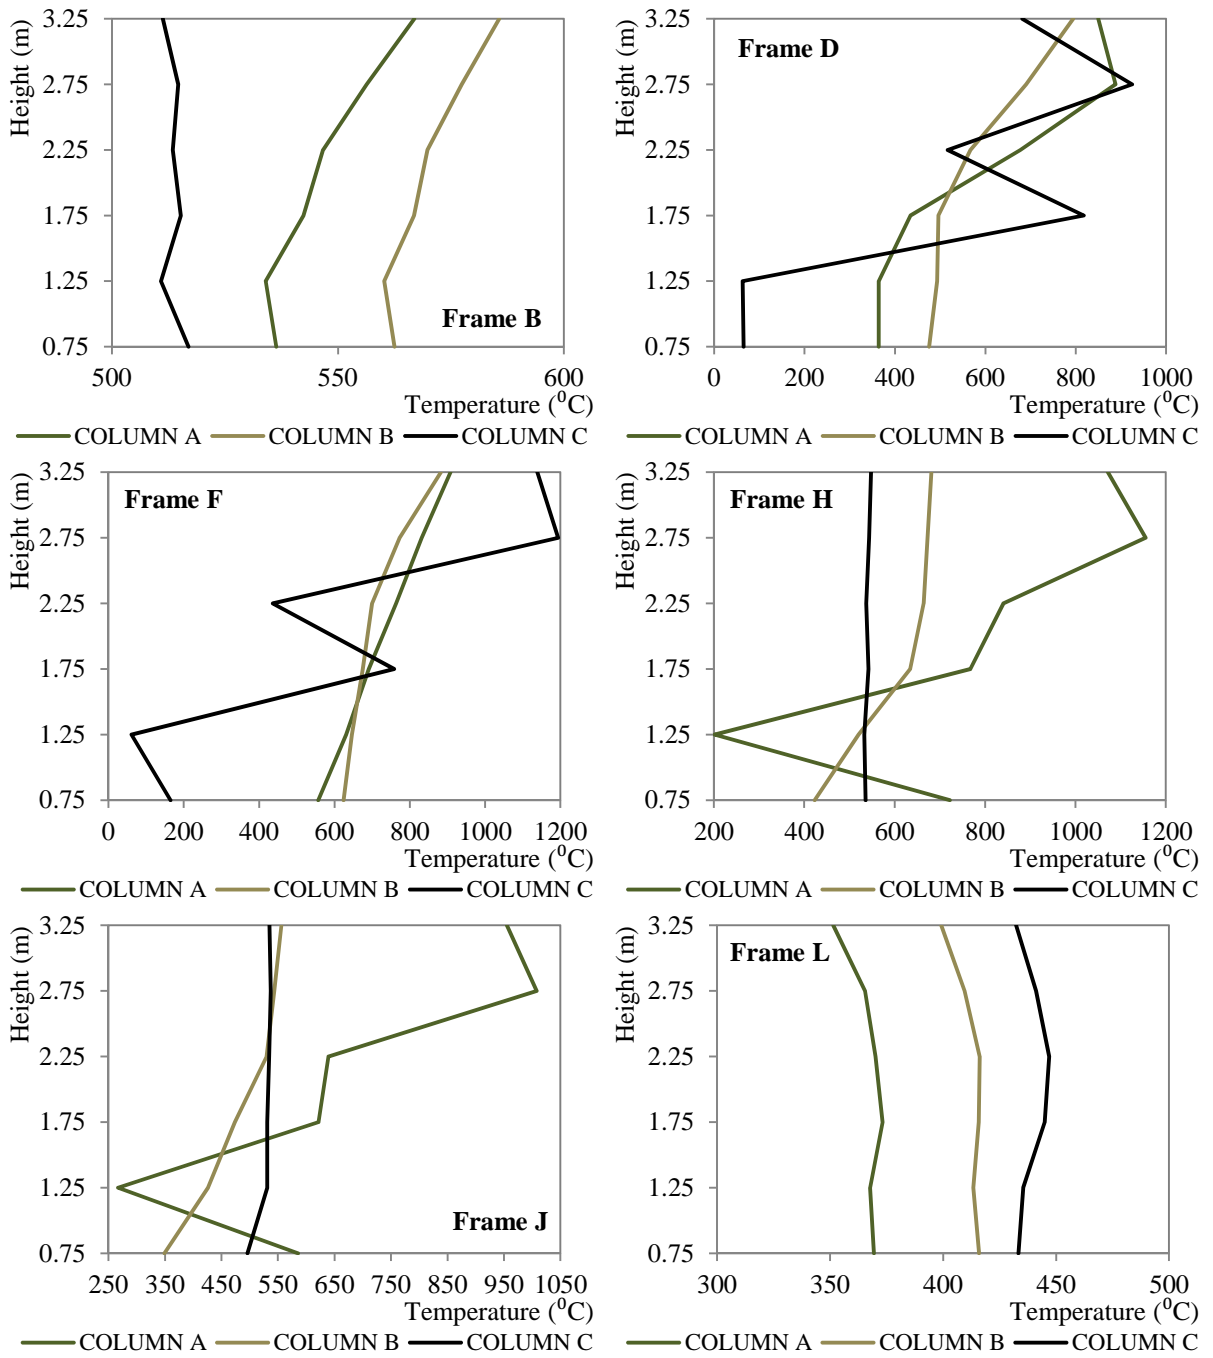 Height (m)
3.25
2.75
2.25
1.75
1.25
0.75
Frame B
500 550 600
Temperature (⁰C)
COLUMN A COLUMN B COLUMN C
Height (m)
3.25
2.75
2.25
1.75
1.25
0.75
Frame D
0 200 400 600 800 1000
Temperature (⁰C)
COLUMN A COLUMN B COLUMN C
Height (m)
3.25
2.75
2.25
1.75
1.25
0.75
Frame F
0 200 400 600 800 1000 1200
Temperature (⁰C)
COLUMN A COLUMN B COLUMN C
Height (m)
3.25
2.75
2.25
1.75
1.25
0.75
Frame H
200 400 600 800 1000 1200
Temperature (⁰C)
COLUMN A COLUMN B COLUMN C
Height (m)
3.25
2.75
2.25
1.75
1.25
0.75
Frame J
250 350 450 550 650 750 850 950 1050
Temperature (⁰C)
COLUMN A COLUMN B COLUMN C
Height (m)
3.25
2.75
2.25
1.75
1.25
0.75
Frame L
300 350 400 450 500
Temperature (⁰C)
COLUMN A COLUMN B COLUMN C